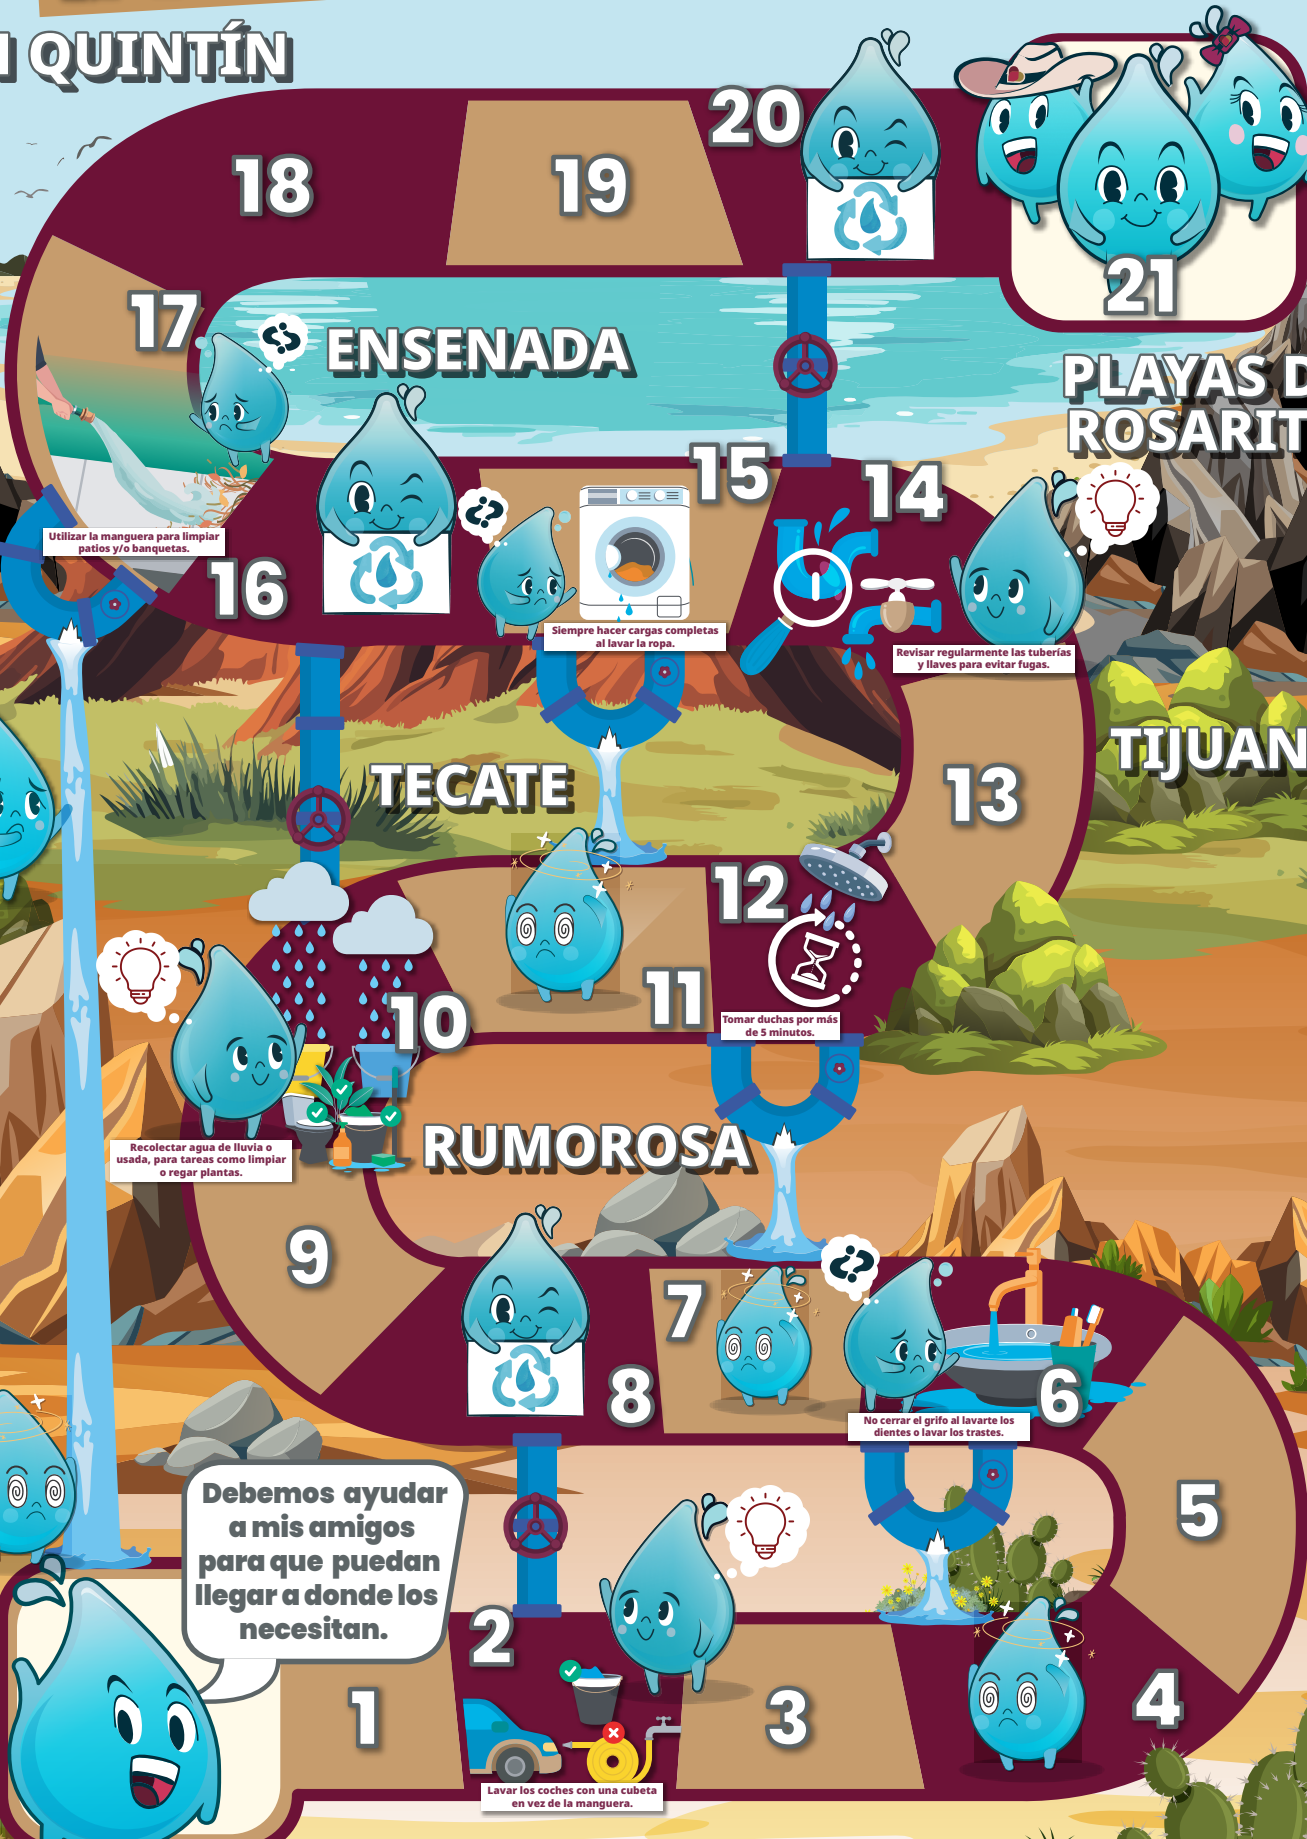 QUINTÍN
20
18
19
21
17
ENSENADA
PLAYAS D
ROSARIT
15
14
Utilizar la manguera para limpiar
patios y/o banquetas.
16
Siempre hacer cargas completas
al lavar la ropa.
Revisar regularmente las tuberías
y llaves para evitar fugas.
TIJUAN
TECATE
13
12
11
10
Tomar duchas por más
de 5 minutos.
RUMOROSA
Recolectar agua de lluvia o
usada, para tareas como limpiar
o regar plantas.
9
7
8
6
No cerrar el grifo al lavarte los
dientes o lavar los trastes.
5
Debemos ayudar
a mis amigos
para que puedan
llegar a donde los
necesitan.
2
1
3
4
Lavar los coches con una cubeta
en vez de la manguera.